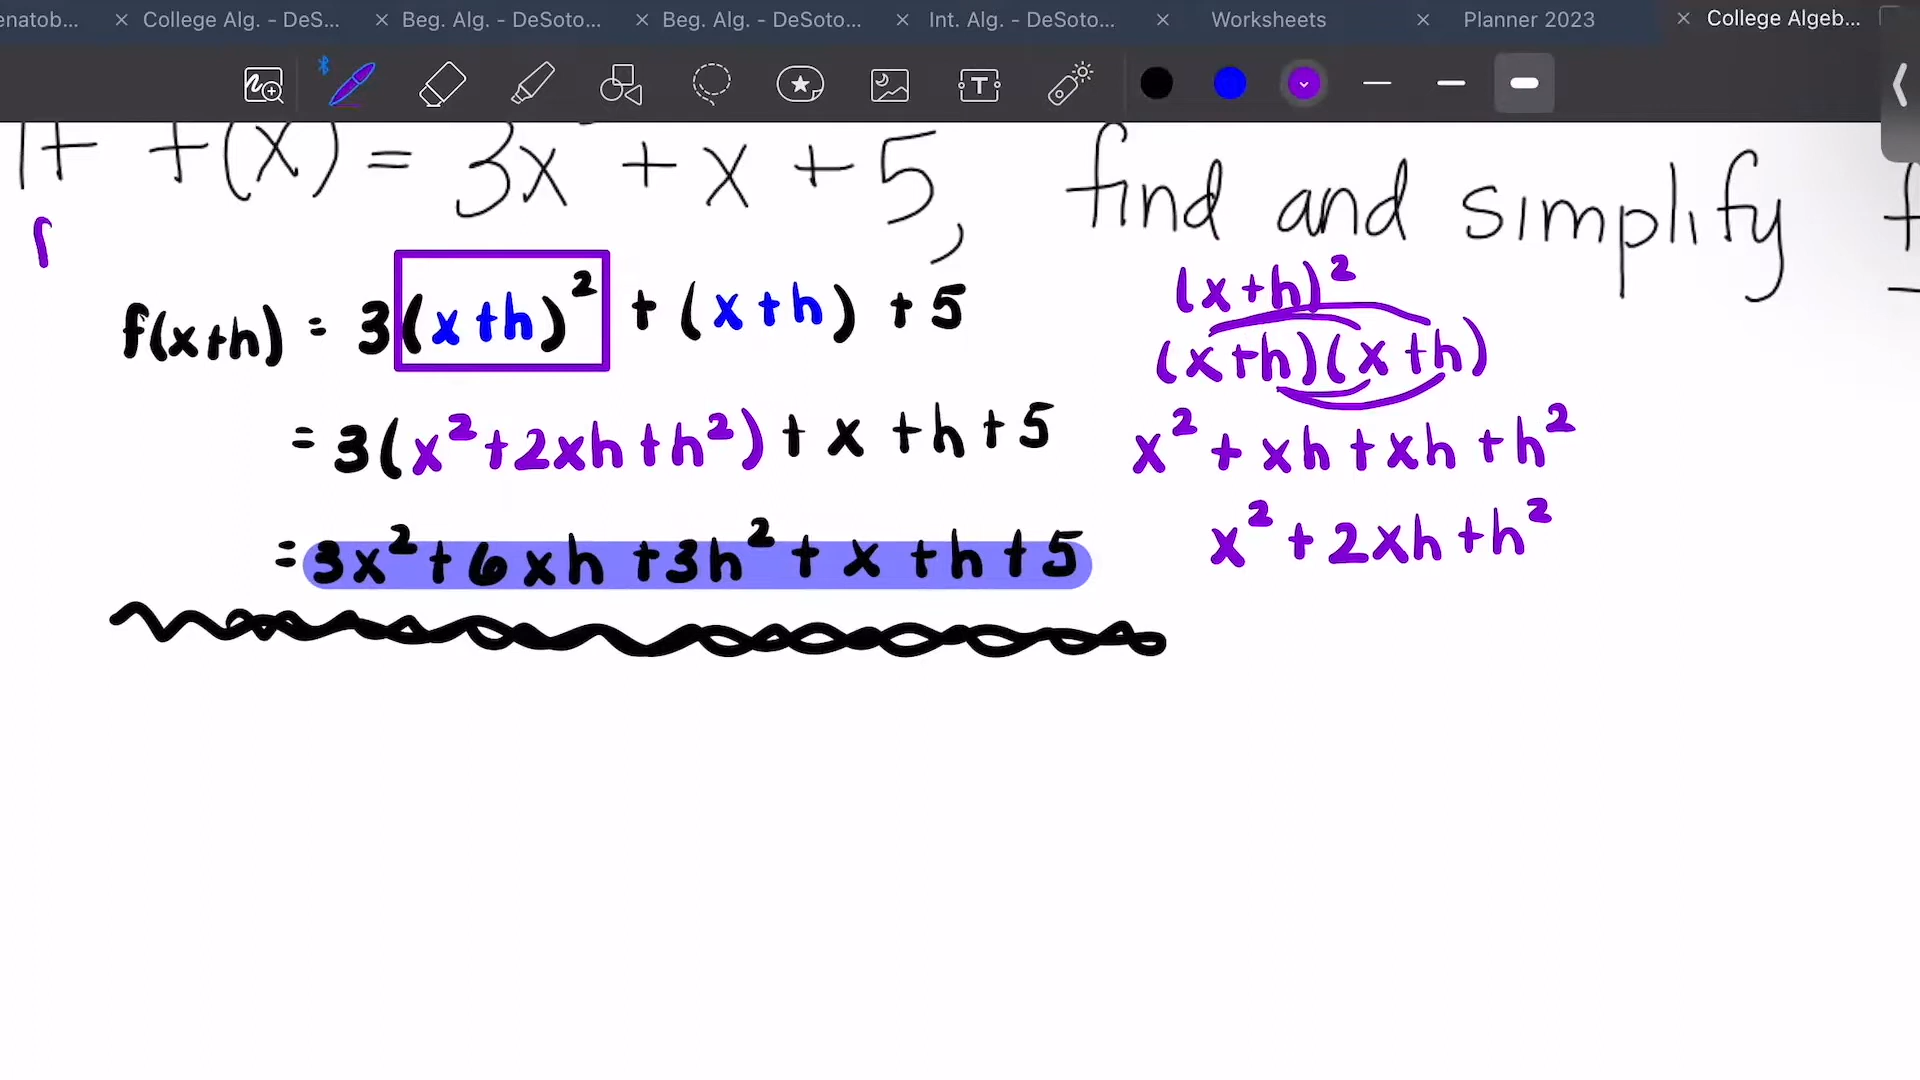 enatob... × College Alg. - DeS... × Beg. Alg. - DeSoto... × Beg. Alg. - DeSoto... × Int. Alg. - DeSoto... × Worksheets × Planner 2023 × College Algeb...
If f(x) = 3x² + x + 5, find and simplify
(x+h)²
f(x+h) = 3(x+h)² + (x+h) + 5
(x+h)(x+h)
= 3(x²+2xh+h²) + x + h + 5
x² + xh + xh + h²
= 3x² + 6xh + 3h² + x + h + 5
x² + 2xh + h²